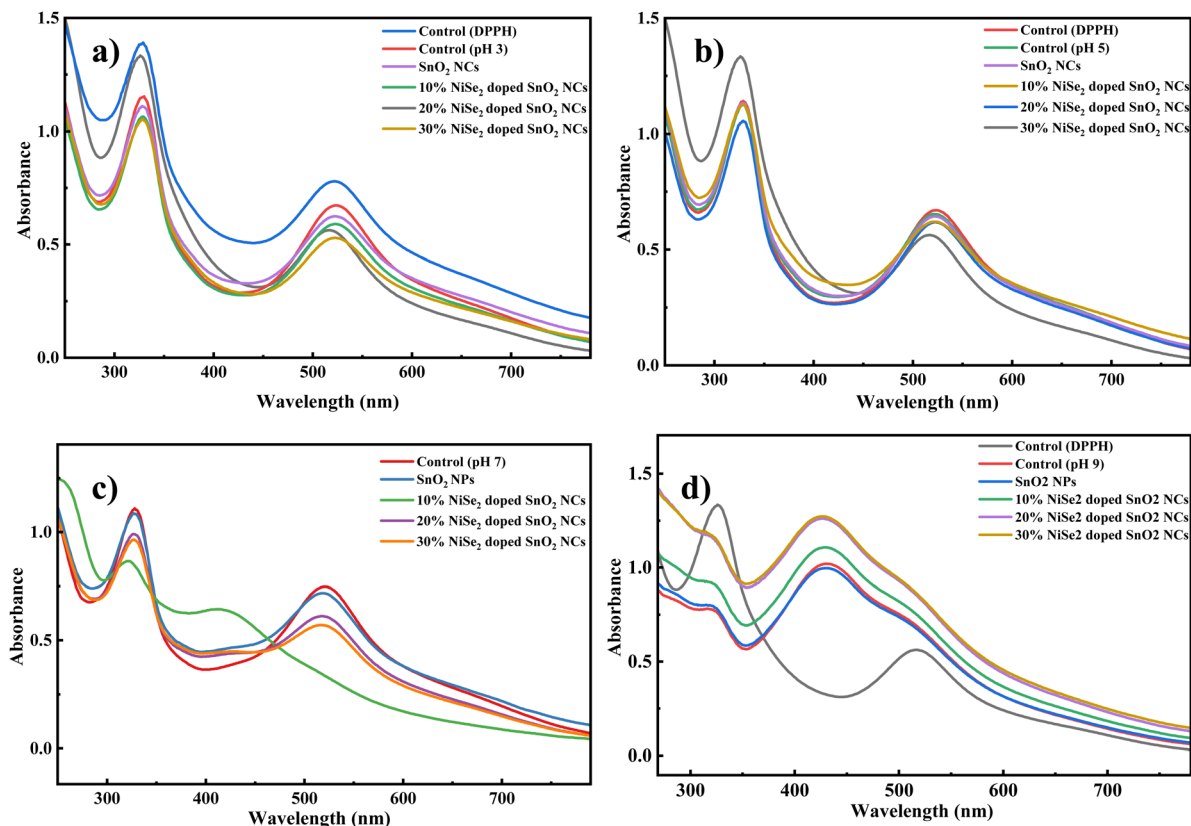 a)
Control (DPPH)
Control (pH 3)
SnO₂ NCs
10% NiSe₂ doped SnO₂ NCs
20% NiSe₂ doped SnO₂ NCs
30% NiSe₂ doped SnO₂ NCs
Absorbance
1.5
1.0
0.5
0.0
300 400 500 600 700
Wavelength (nm)
b)
Control (DPPH)
Control (pH 5)
SnO₂ NCs
10% NiSe₂ doped SnO₂ NCs
20% NiSe₂ doped SnO₂ NCs
30% NiSe₂ doped SnO₂ NCs
Absorbance
1.5
1.0
0.5
0.0
300 400 500 600 700
Wavelength (nm)
c)
Control (pH 7)
SnO₂ NPs
10% NiSe₂ doped SnO₂ NCs
20% NiSe₂ doped SnO₂ NCs
30% NiSe₂ doped SnO₂ NCs
Absorbance
1.0
0.5
0.0
300 400 500 600 700
Wavelength (nm)
d)
Control (DPPH)
Control (pH 9)
SnO2 NPs
10% NiSe2 doped SnO2 NCs
20% NiSe2 doped SnO2 NCs
30% NiSe2 doped SnO2 NCs
Absorbance
1.5
1.0
0.5
0.0
300 400 500 600 700
Wavelength (nm)